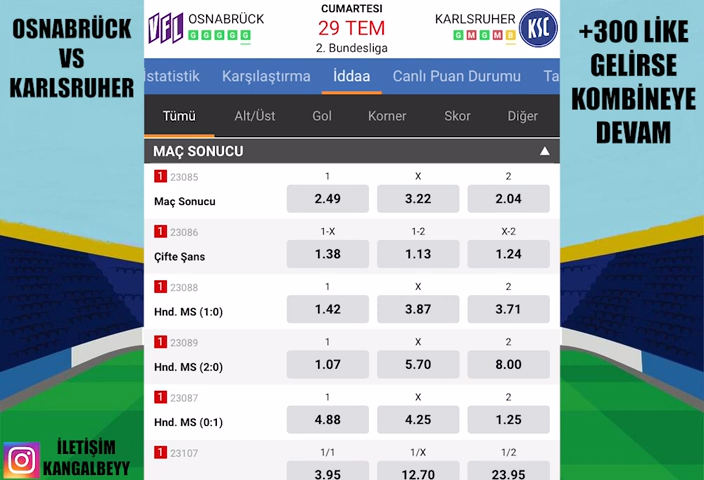 OSNABRÜCK
VS
KARLSRUHER
VFL
OSNABRÜCK
G G G G G
CUMARTESİ
29 TEM
2. Bundesliga
KARLSRUHER
G M G M B
KSC
+300 LİKE
GELİRSE
KOMBİNEYE
DEVAM
İstatistik Karşılaştırma İddaa Canlı Puan Durumu Ta
Tümü Alt/Üst Gol Korner Skor Diğer
MAÇ SONUCU
1 23085 1 X 2
Maç Sonucu 2.49 3.22 2.04
1 23086 1-X 1-2 X-2
Çifte Şans 1.38 1.13 1.24
1 23088 1 X 2
Hnd. MS (1:0) 1.42 3.87 3.71
1 23089 1 X 2
Hnd. MS (2:0) 1.07 5.70 8.00
1 23087 1 X 2
Hnd. MS (0:1) 4.88 4.25 1.25
1 23107 1/1 1/X 1/2
3.95 12.70 23.95
İLETİŞİM
KANGALBEYY